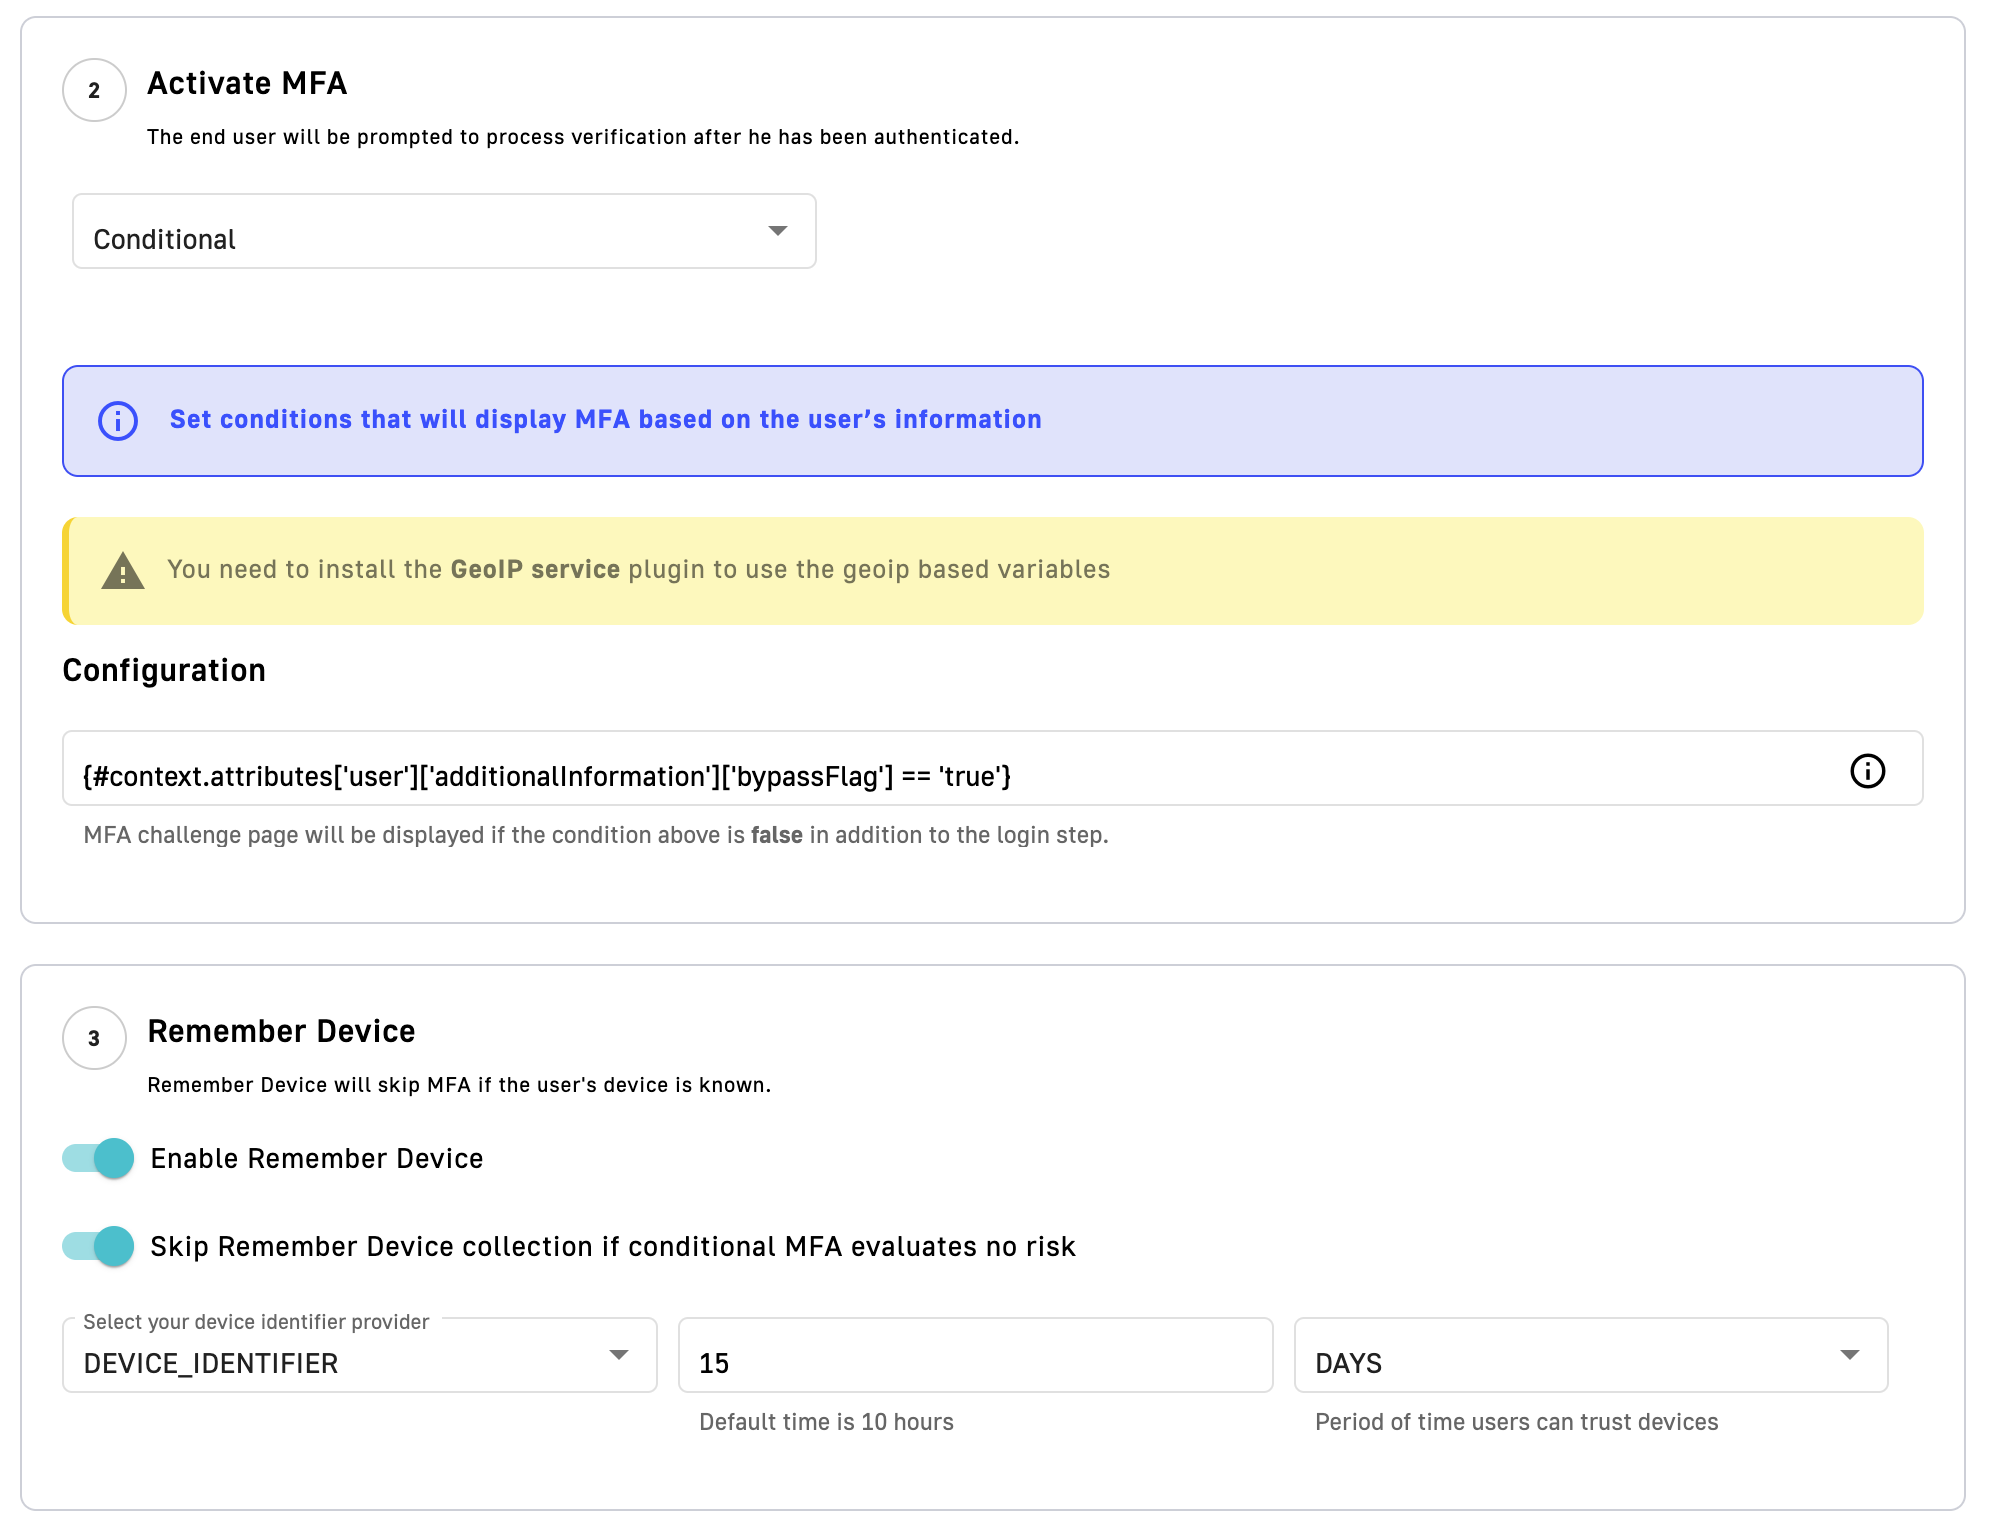 2
Activate MFA
The end user will be prompted to process verification after he has been authenticated.
Conditional
Set conditions that will display MFA based on the user’s information
You need to install the GeoIP service plugin to use the geoip based variables
Configuration
{#context.attributes['user']['additionalInformation']['bypassFlag'] == 'true'}
MFA challenge page will be displayed if the condition above is false in addition to the login step.
3
Remember Device
Remember Device will skip MFA if the user's device is known.
Enable Remember Device
Skip Remember Device collection if conditional MFA evaluates no risk
Select your device identifier provider
DEVICE_IDENTIFIER
15
DAYS
Default time is 10 hours
Period of time users can trust devices